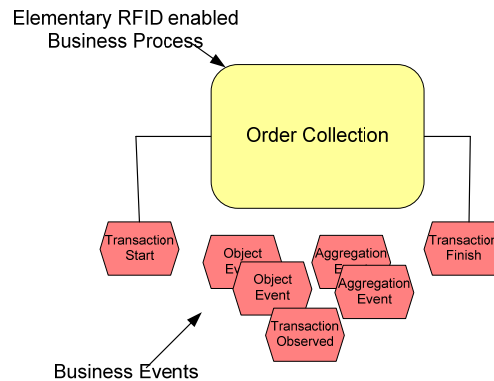 Elementary RFID enabled
Business Process
Order Collection
Transaction
Start
Object
Object
Event
Transaction
Observed
Aggregation
Aggregation
Event
Transaction
Finish
Business Events